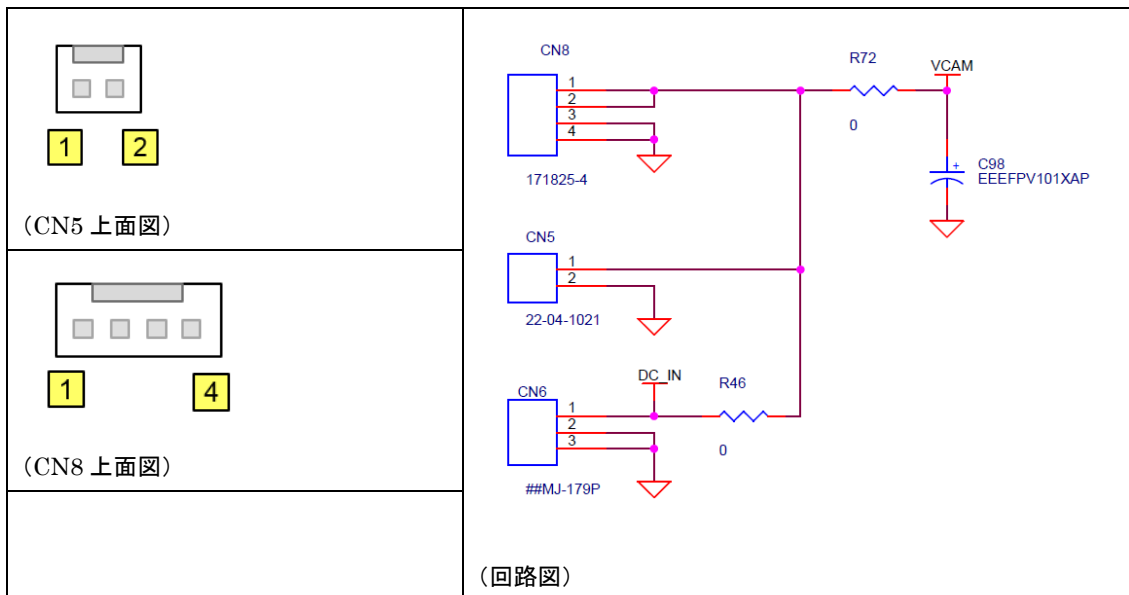 1 2
(CN5 上面図)
1 4
(CN8 上面図)
CN8
1
2
3
4
171825-4
R72
0
VCAM
+
C98
EEEFPV101XAP
CN5
1
2
22-04-1021
CN6
1
2
3
##MJ-179P
DC_IN
R46
0
(回路図)